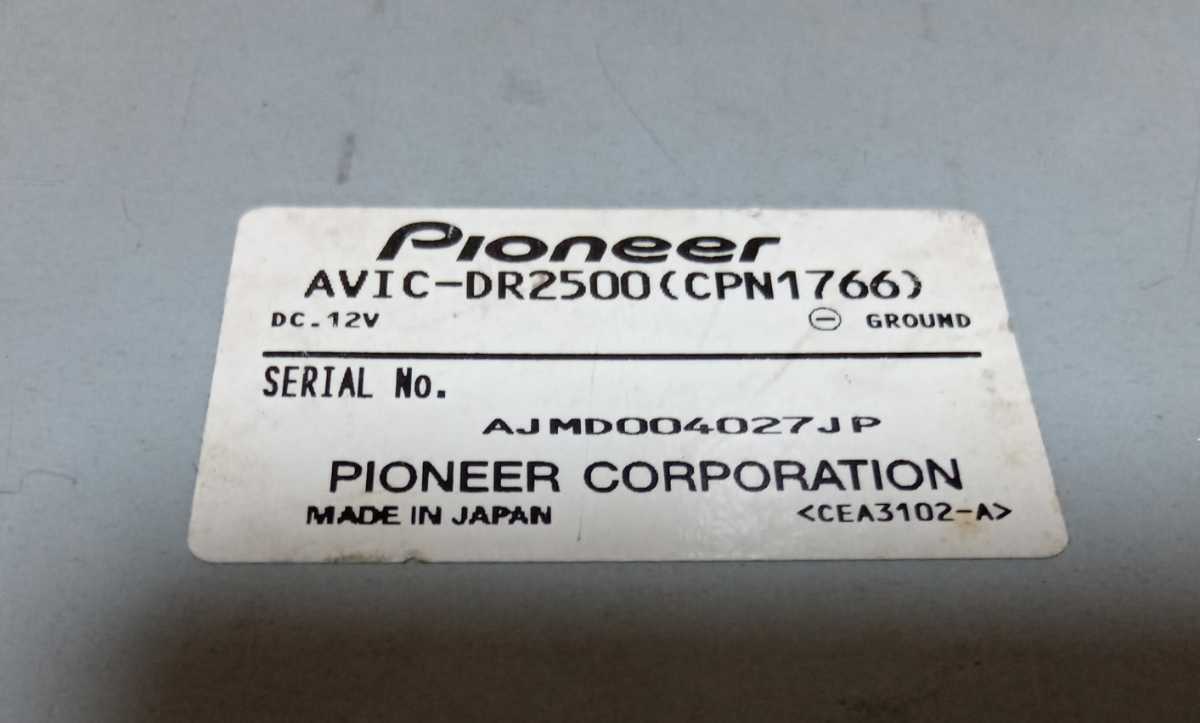 Pioneer
AVIC-DR2500(CPN1766)
DC.12V ⊖ GROUND
SERIAL No.
AJMD004027JP
PIONEER CORPORATION
MADE IN JAPAN <CEA3102-A>